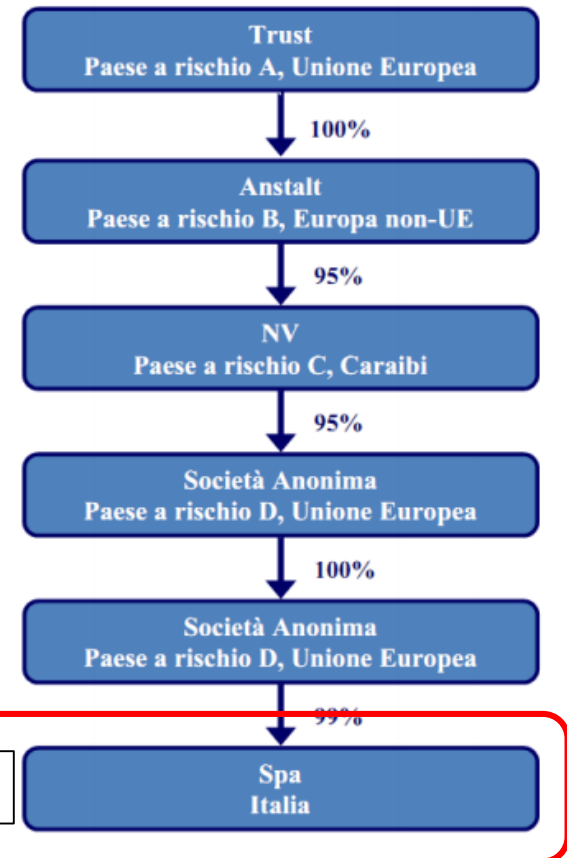 Trust
Paese a rischio A, Unione Europea
100%
Anstalt
Paese a rischio B, Europa non-UE
95%
NV
Paese a rischio C, Caraibi
95%
Società Anonima
Paese a rischio D, Unione Europea
100%
Società Anonima
Paese a rischio D, Unione Europea
99%
Spa
Italia